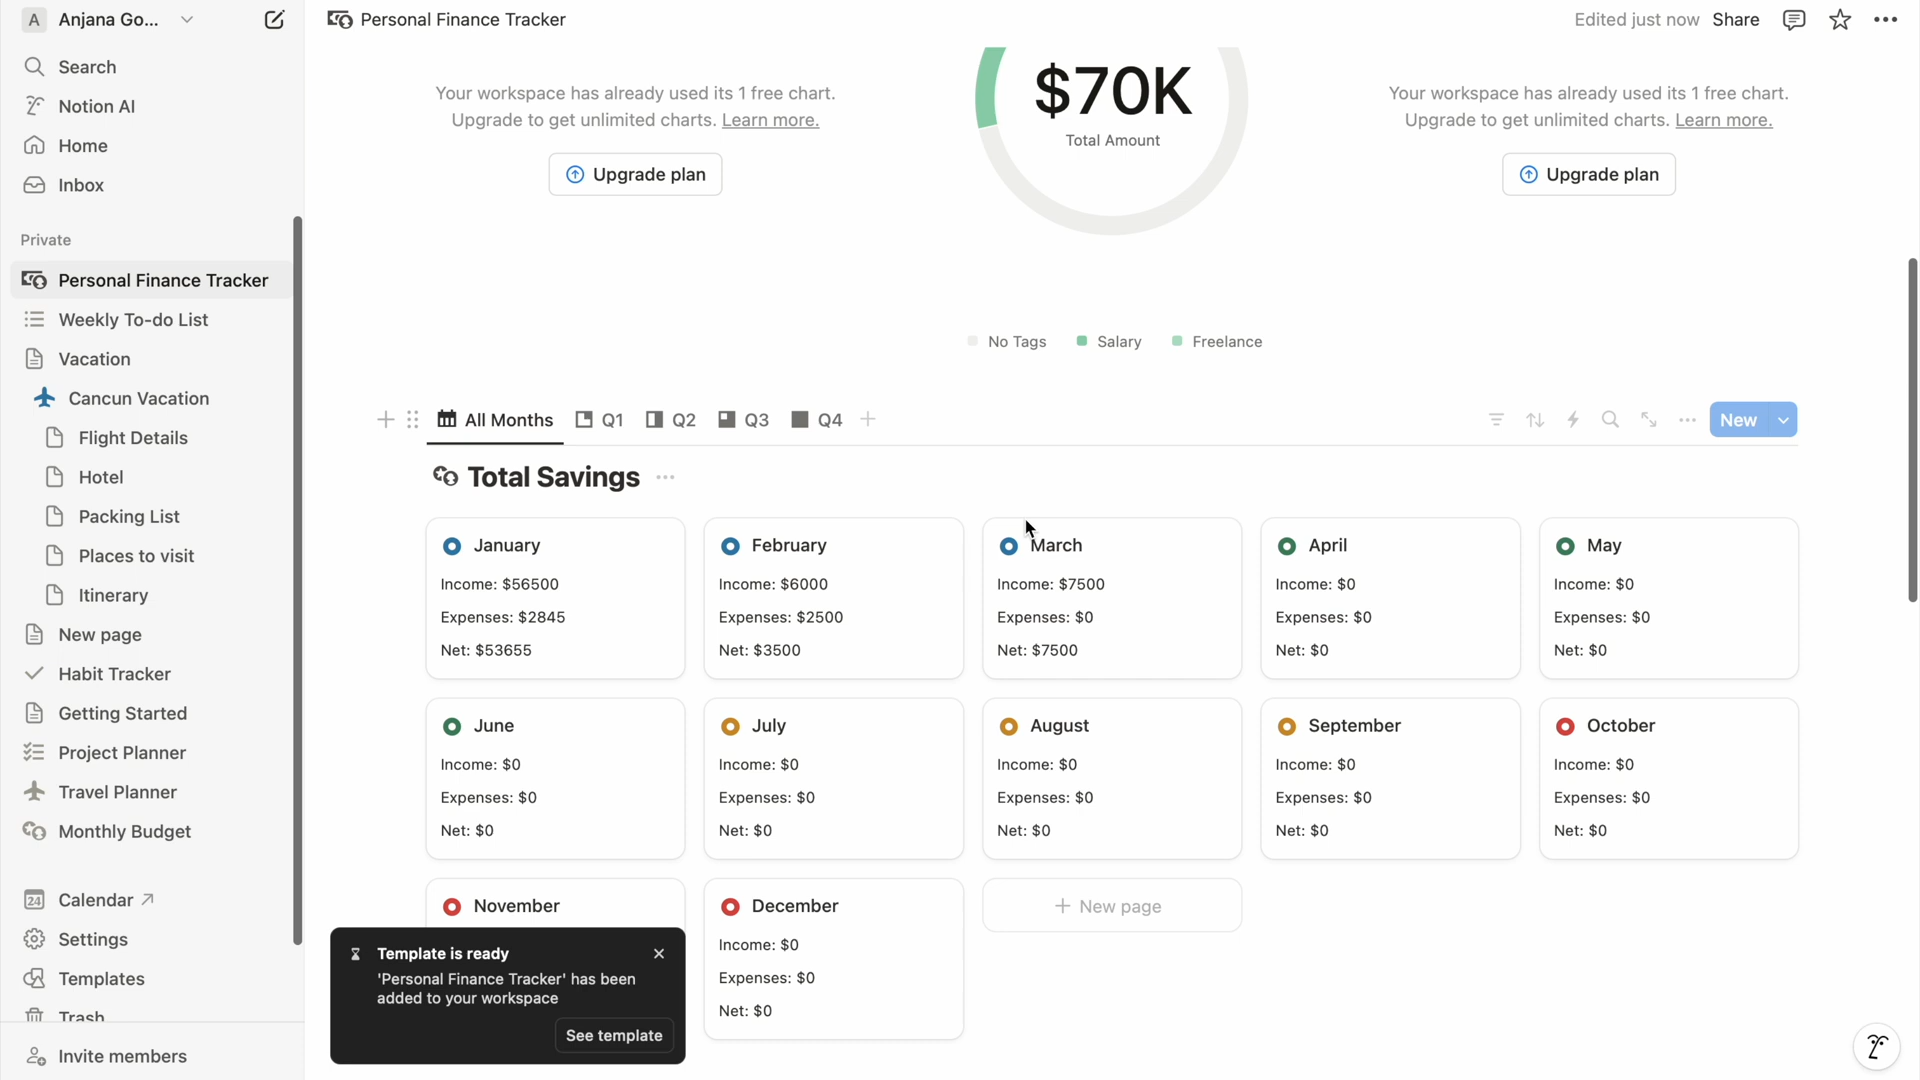 A Anjana Go...
Search
Notion AI
Home
Inbox
Private
Personal Finance Tracker
Weekly To-do List
Vacation
Cancun Vacation
Flight Details
Hotel
Packing List
Places to visit
Itinerary
New page
Habit Tracker
Getting Started
Project Planner
Travel Planner
Monthly Budget
24 Calendar
Settings
Templates
Trash
Invite members
Personal Finance Tracker
Edited just now Share
Your workspace has already used its 1 free chart.
Upgrade to get unlimited charts. Learn more.
Upgrade plan
$70K
Total Amount
Your workspace has already used its 1 free chart.
Upgrade to get unlimited charts. Learn more.
Upgrade plan
No Tags Salary Freelance
All Months Q1 Q2 Q3 Q4
New
Total Savings
January
Income: $56500
Expenses: $2845
Net: $53655
February
Income: $6000
Expenses: $2500
Net: $3500
March
Income: $7500
Expenses: $0
Net: $7500
April
Income: $0
Expenses: $0
Net: $0
May
Income: $0
Expenses: $0
Net: $0
June
Income: $0
Expenses: $0
Net: $0
July
Income: $0
Expenses: $0
Net: $0
August
Income: $0
Expenses: $0
Net: $0
September
Income: $0
Expenses: $0
Net: $0
October
Income: $0
Expenses: $0
Net: $0
November
December
Income: $0
Expenses: $0
Net: $0
New page
Template is ready
'Personal Finance Tracker' has been
added to your workspace
See template